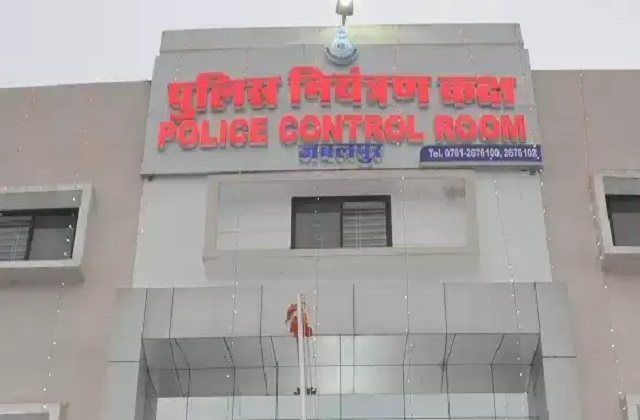 पुलिस नियंत्रण कक्ष
POLICE CONTROL ROOM
जबलपुर
Tel. 0761-2676100, 2676102